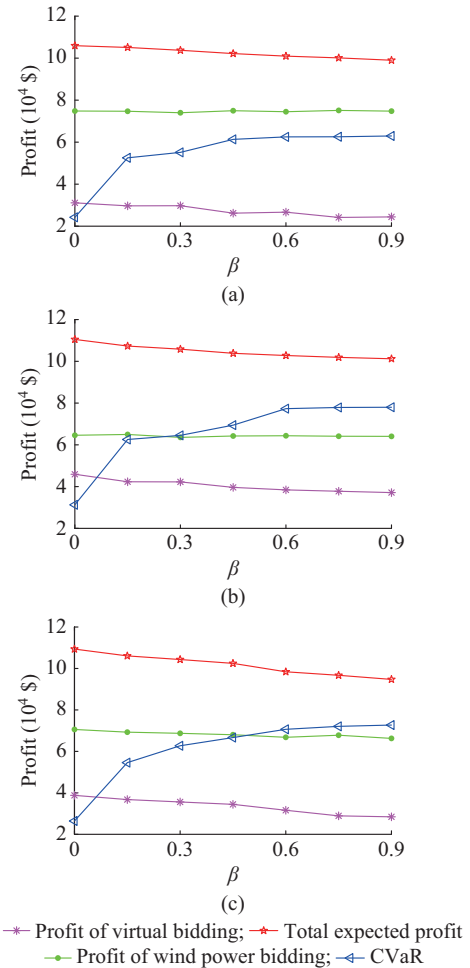 12
10
8
6
4
2
Profit (10⁴ $)
0 0.3 0.6 0.9
β
(a)
12
10
8
6
4
2
Profit (10⁴ $)
0 0.3 0.6 0.9
β
(b)
12
10
8
6
4
2
Profit (10⁴ $)
0 0.3 0.6 0.9
β
(c)
Profit of virtual bidding; Total expected profit
Profit of wind power bidding; CVaR